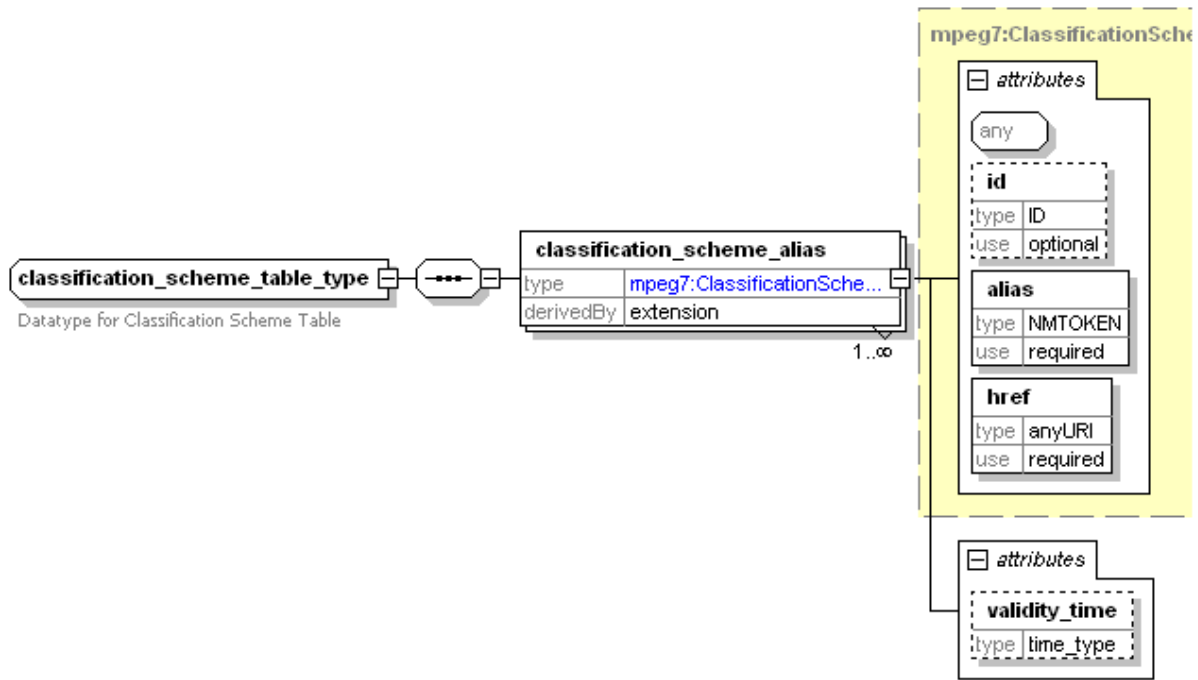 mpeg7:ClassificationSche
attributes
any
id
type ID
use optional
classification_scheme_alias
classification_scheme_table_type
type mpeg7:ClassificationSche...
alias
derivedBy extension
type NMTOKEN
Datatype for Classification Scheme Table
1..∞
use required
href
type anyURI
use required
attributes
validity_time
type time_type